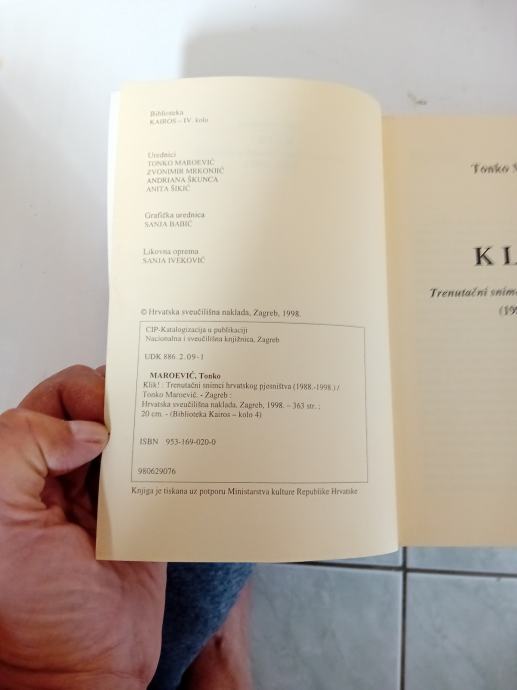 Biblioteka
KAIROS – IV. kolo
Urednici
TONKO MAROEVIĆ
ZVONIMIR MRKONJIĆ
ANDRIANA ŠKUNCA
ANITA ŠIKIĆ
Grafička urednica
SANJA BABIĆ
Likovna oprema
SANJA IVEKOVIĆ
© Hrvatska sveučilišna naklada, Zagreb, 1998.
CIP-Katalogizacija u publikaciji
Nacionalna i sveučilišna knjižnica, Zagreb
UDK 886.2.09-1
MAROEVIĆ, Tonko
Klik! : Trenutačni snimci hrvatskog pjesništva (1988.-1998.) /
Tonko Maroević. - Zagreb :
Hrvatska sveučilišna naklada, Zagreb, 1998. – 363 str. ;
20 cm. - (Biblioteka Kairos – kolo 4)
ISBN 953-169-020-0
980629076
Knjiga je tiskana uz potporu Ministarstva kulture Republike Hrvatske
Tonko
K L
Trenutačni